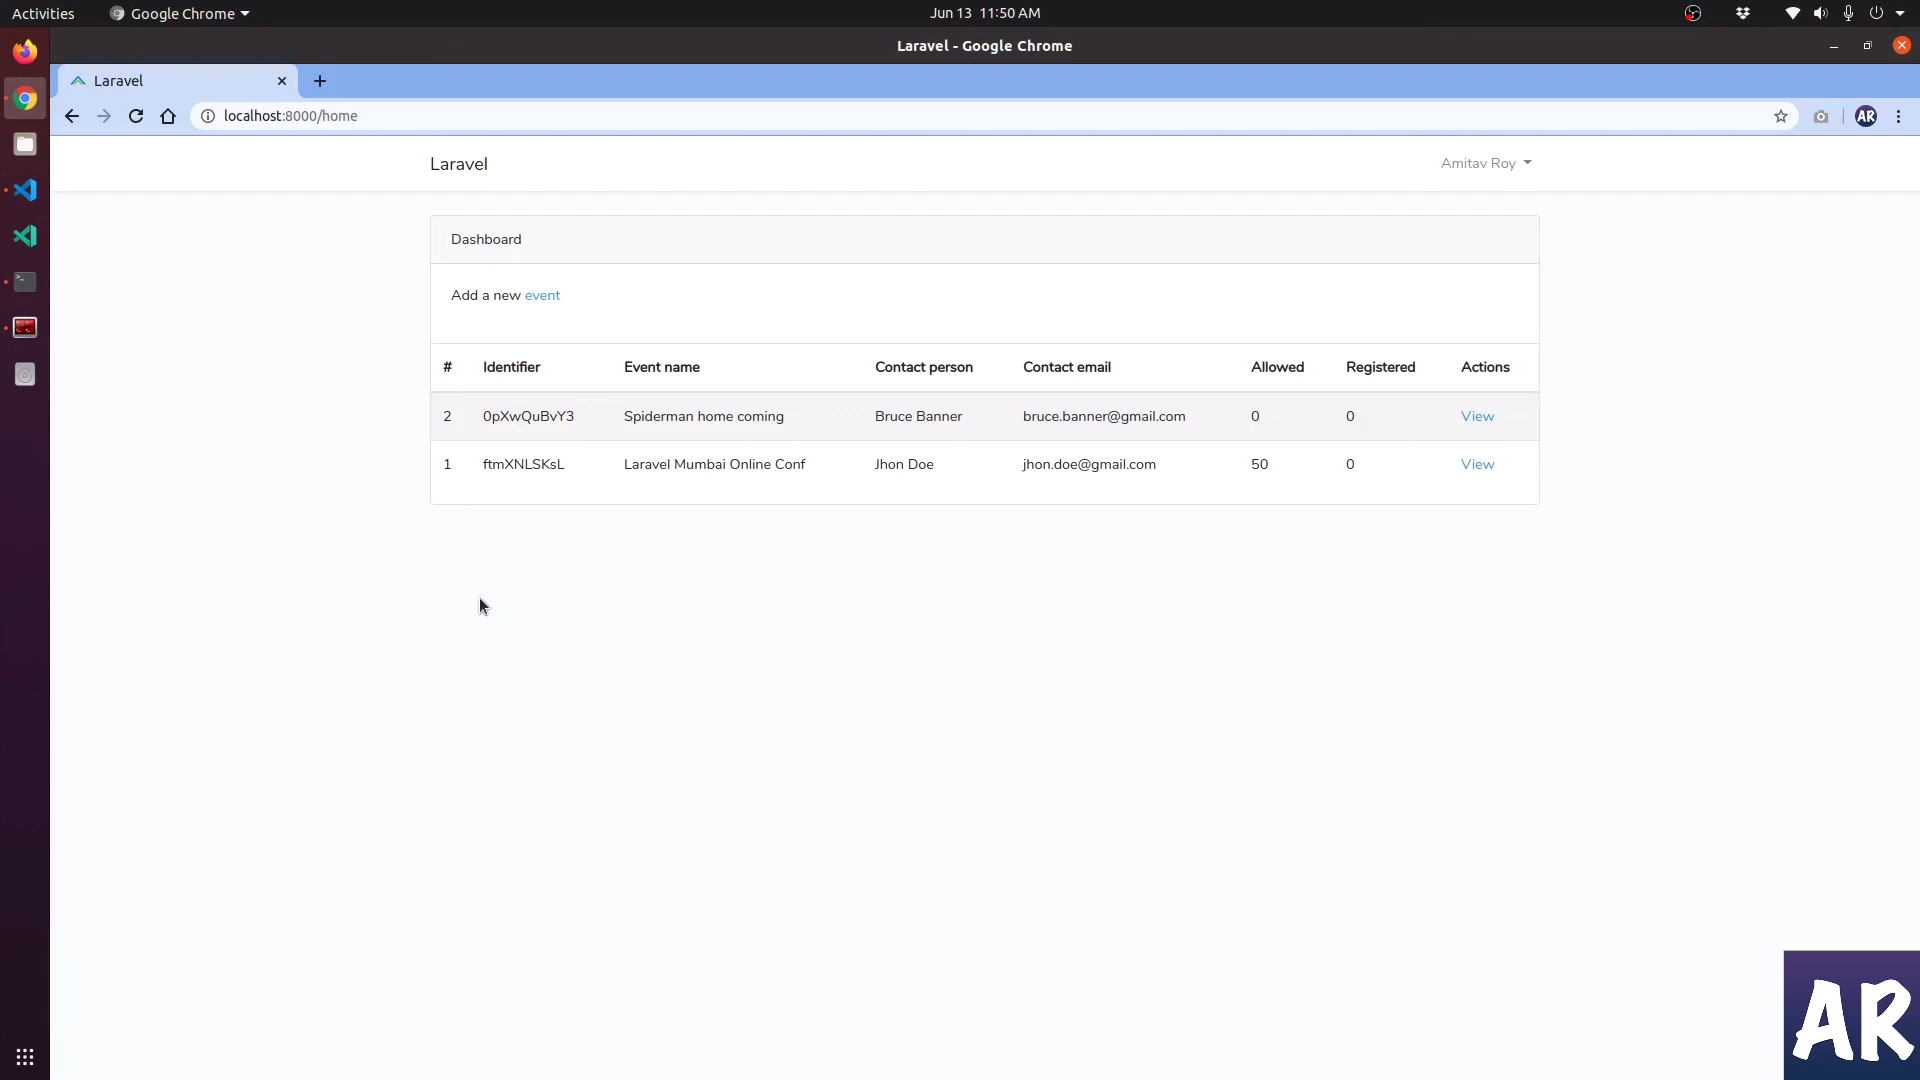 Activities Google Chrome Jun 13 11:50 AM
Laravel - Google Chrome
Laravel
localhost:8000/home AR
Laravel Amitav Roy
Dashboard
Add a new event
# Identifier Event name Contact person Contact email Allowed Registered Actions
2 0pXwQuBvY3 Spiderman home coming Bruce Banner bruce.banner@gmail.com 0 0 View
1 ftmXNLSKsL Laravel Mumbai Online Conf Jhon Doe jhon.doe@gmail.com 50 0 View
AR